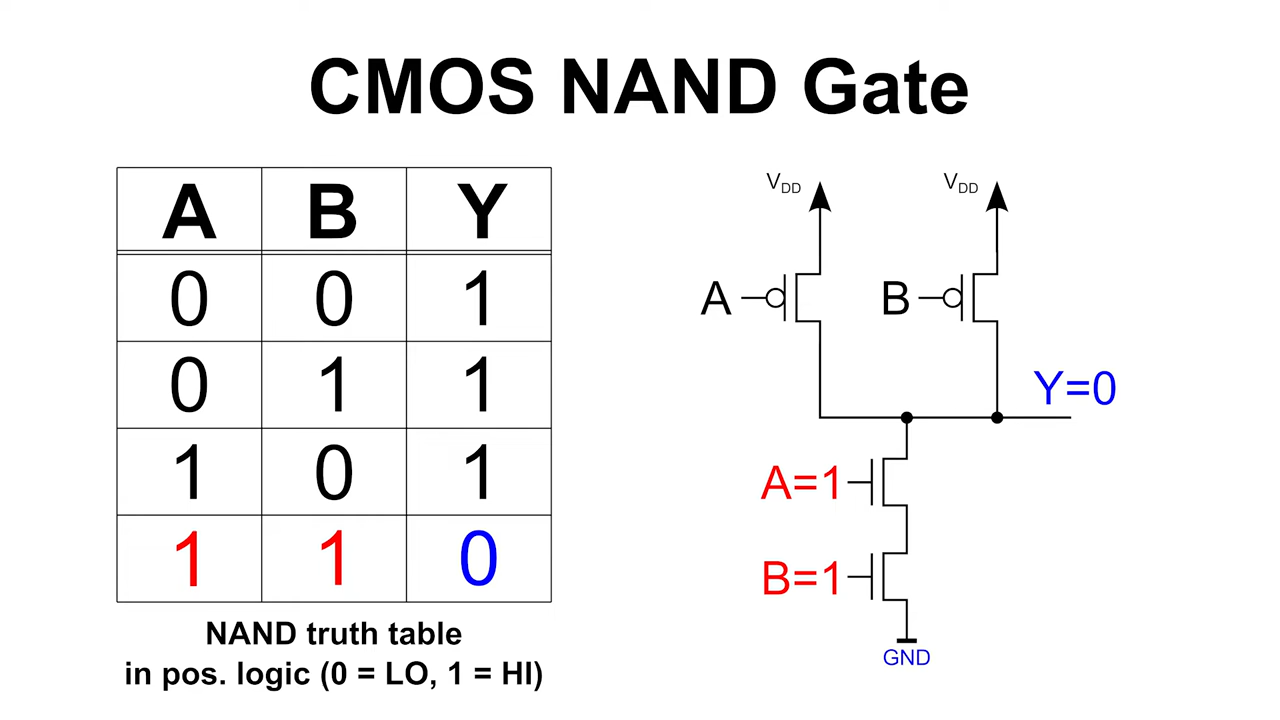 CMOS NAND Gate
A B Y
0 0 1
0 1 1
1 0 1
1 1 0
NAND truth table
in pos. logic (0 = LO, 1 = HI)
VDD VDD
A B
Y=0
A=1
B=1
GND